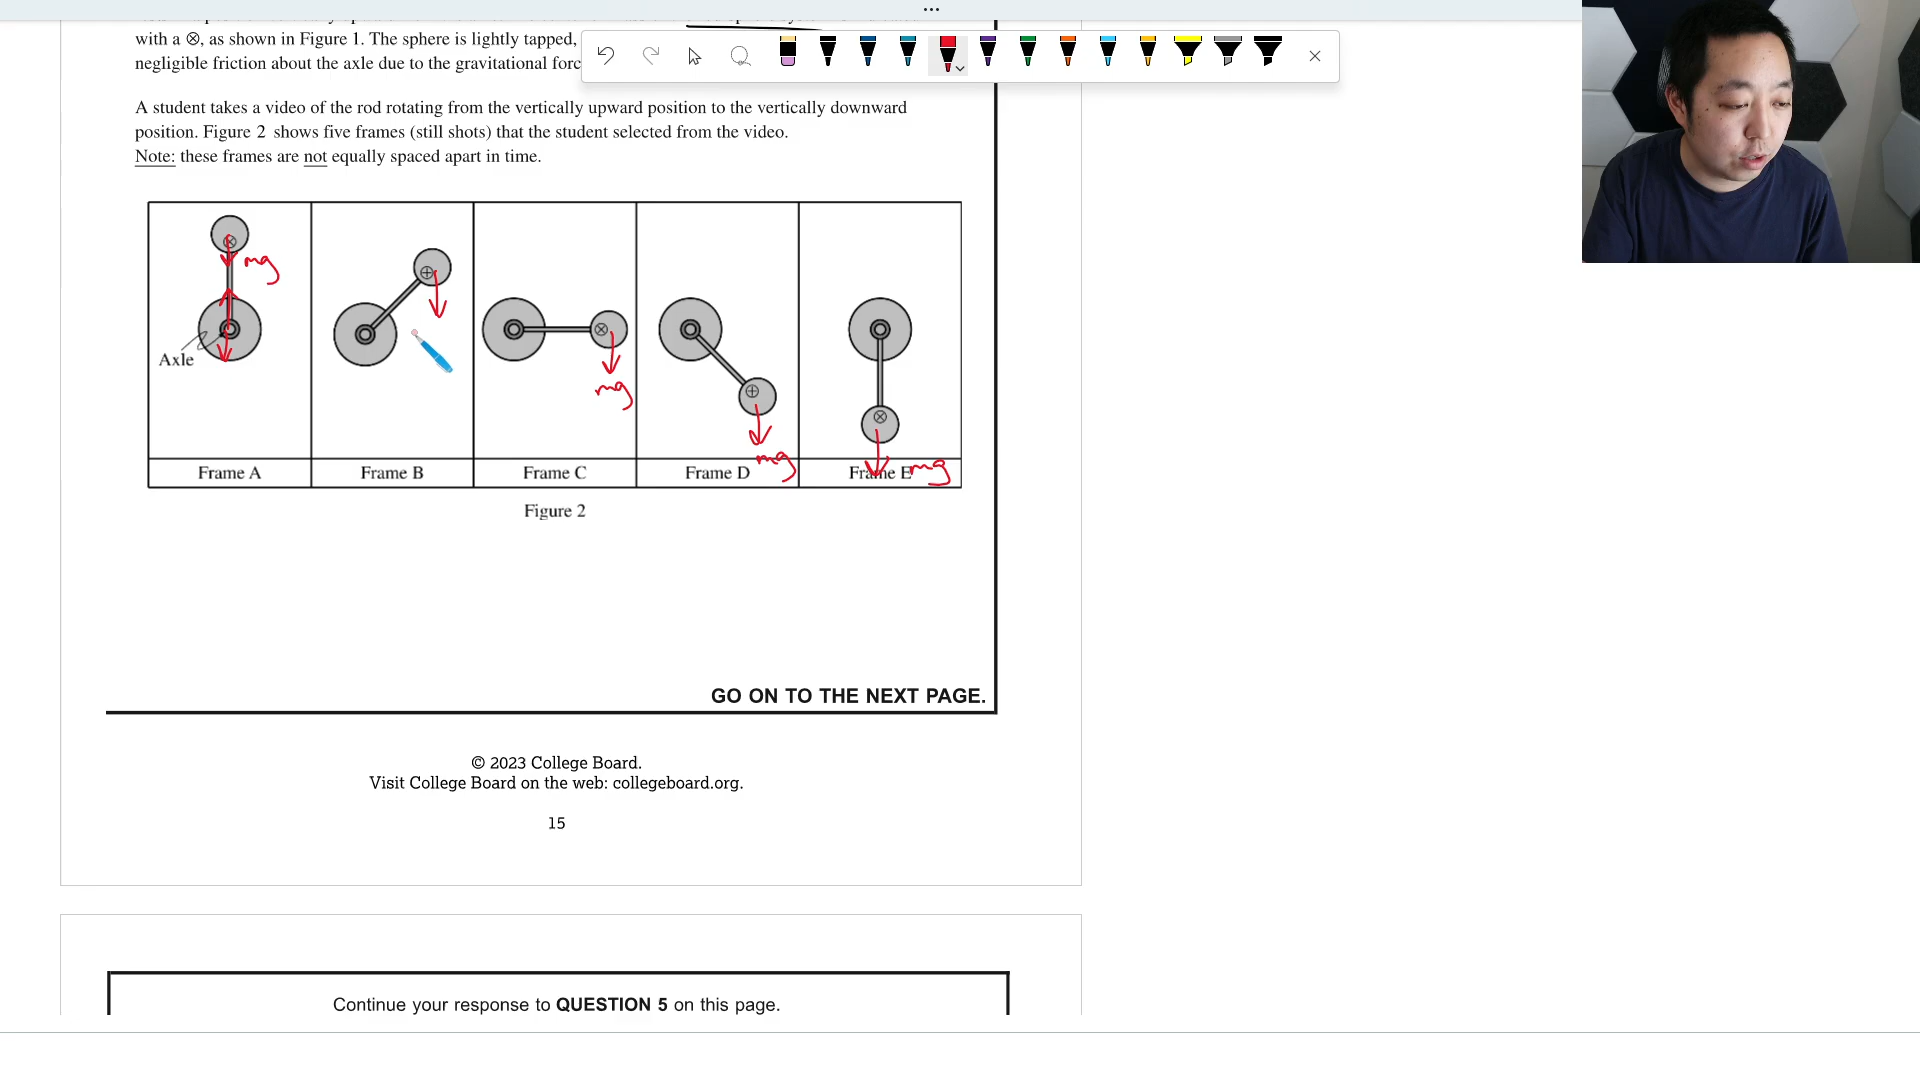 with a ⊗, as shown in Figure 1. The sphere is lightly tapped,
negligible friction about the axle due to the gravitational forc
A student takes a video of the rod rotating from the vertically upward position to the vertically downward
position. Figure 2 shows five frames (still shots) that the student selected from the video.
Note: these frames are not equally spaced apart in time.
mg
Axle
mg
mg
mg
Frame A
Frame B
Frame C
Frame D
Frame E
Figure 2
GO ON TO THE NEXT PAGE.
© 2023 College Board.
Visit College Board on the web: collegeboard.org.
15
Continue your response to QUESTION 5 on this page.